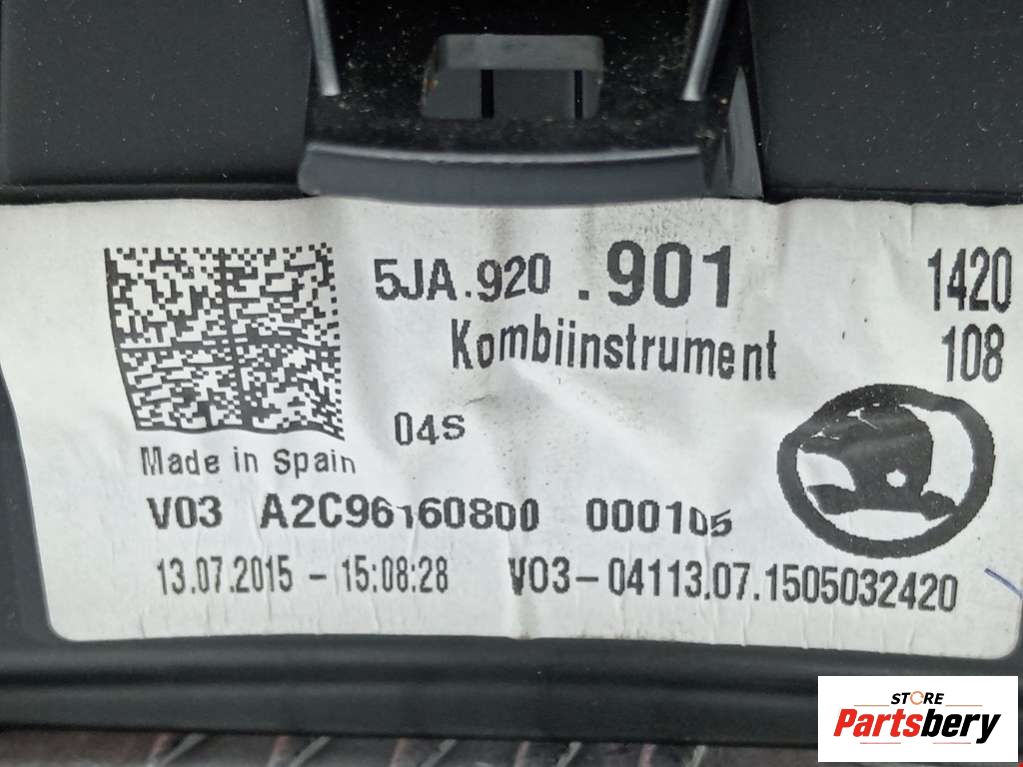 5JA.920 .901 1420
Kombiinstrument 108
04S
Made in Spain
V03 A2C96160800 000105
13.07.2015 - 15:08:28 V03-04113.07.1505032420
STORE
Partsbery